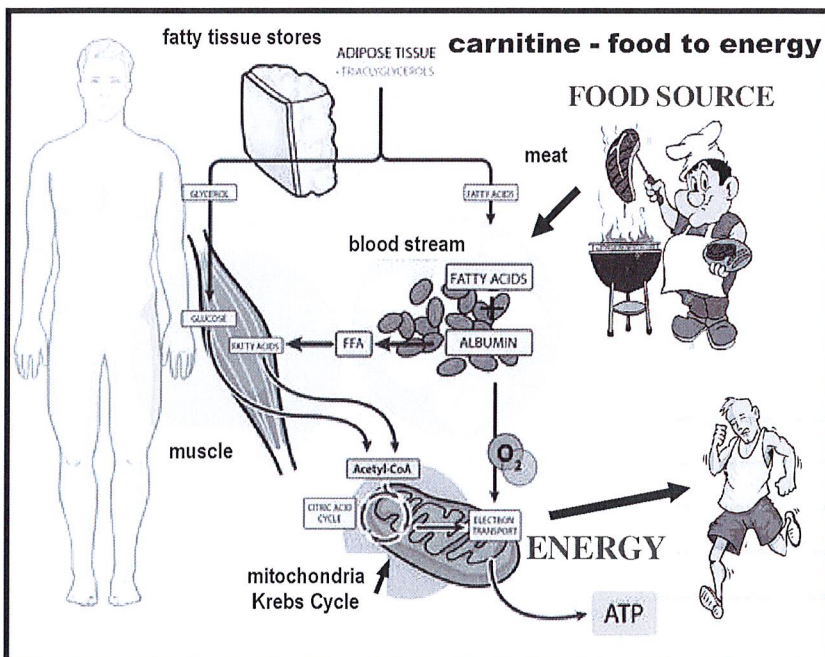 carnitine - food to energy
fatty tissue stores
ADIPOSE TISSUE
• TRIACLYGLYCEROLS
FOOD SOURCE
meat
GLYCEROL
FATTY ACIDS
blood stream
FATTY ACIDS
+
ALBUMIN
GLUCOSE
FATTY ACIDS
FFA
muscle
O2
Acetyl-CoA
CITRIC ACID
CYCLE
ELECTRON
TRANSPORT
ENERGY
mitochondria
Krebs Cycle
ATP